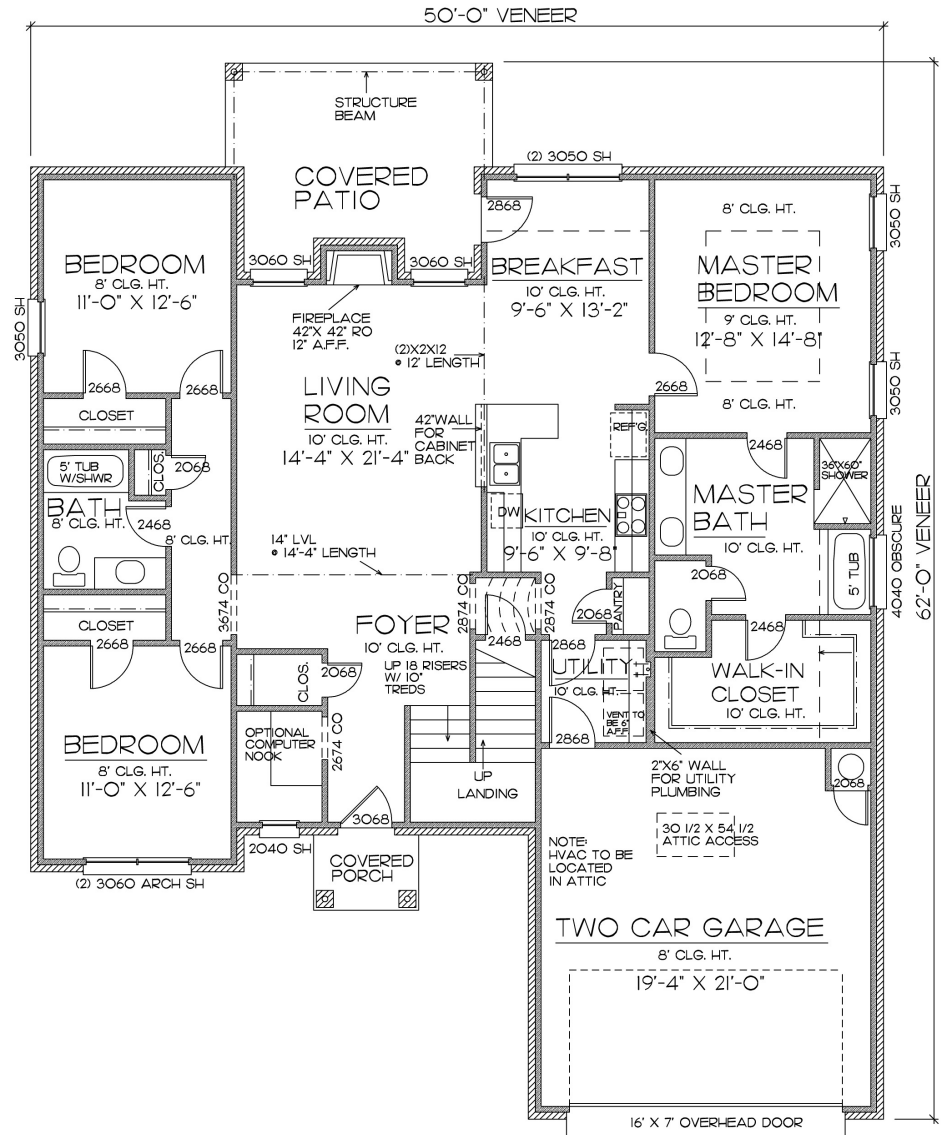 50'-0" VENEER
STRUCTURE
BEAM
COVERED
PATIO
(2) 3050 SH
2868
8' CLG. HT.
3050 SH
BEDROOM
8' CLG. HT.
11'-0" X 12'-6"
3060 SH
3060 SH
BREAKFAST
10' CLG. HT.
9'-6" X 13'-2"
MASTER
BEDROOM
9' CLG. HT.
12'-8" X 14'-8"
8' CLG. HT.
3050 SH
3050 SH
FIREPLACE
42"X 42" RO
12" A.F.F.
(2)X2X12
@ 12' LENGTH
2668
2668
2668
LIVING
ROOM
10' CLG. HT.
14'-4" X 21'-4"
42"WALL
FOR
CABINET
BACK
REF'G.
CLOSET
2468
5' TUB
W/SHWR
CLOS.
2068
36"X60"
SHOWER
BATH
8' CLG. HT.
2468
8' CLG. HT.
DW
KITCHEN
10' CLG. HT.
9'-6" X 9'-8"
MASTER
BATH
10' CLG. HT.
4040 OBSCURE
62'-0" VENEER
14" LVL
@ 14'-4" LENGTH
2068
5' TUB
3674 CO
2874 CO
2874 CO
CLOSET
FOYER
10' CLG. HT.
2468
2068
PANTRY
2468
2668
2668
2868
UP 18 RISERS
W/ 10"
TREDS
UTILITY
10' CLG. HT.
WALK-IN
CLOSET
10' CLG. HT.
CLOS.
2068
VENT TO
BE 6"
A.F.F.
BEDROOM
8' CLG. HT.
11'-0" X 12'-6"
OPTIONAL
COMPUTER
NOOK
2674 CO
2868
UP
LANDING
2"X6" WALL
FOR UTILITY
PLUMBING
2068
3068
2040 SH
30 1/2 X 54 1/2
ATTIC ACCESS
NOTE:
HVAC TO BE
LOCATED
IN ATTIC
COVERED
PORCH
(2) 3060 ARCH SH
TWO CAR GARAGE
8' CLG. HT.
19'-4" X 21'-0"
16' X 7' OVERHEAD DOOR